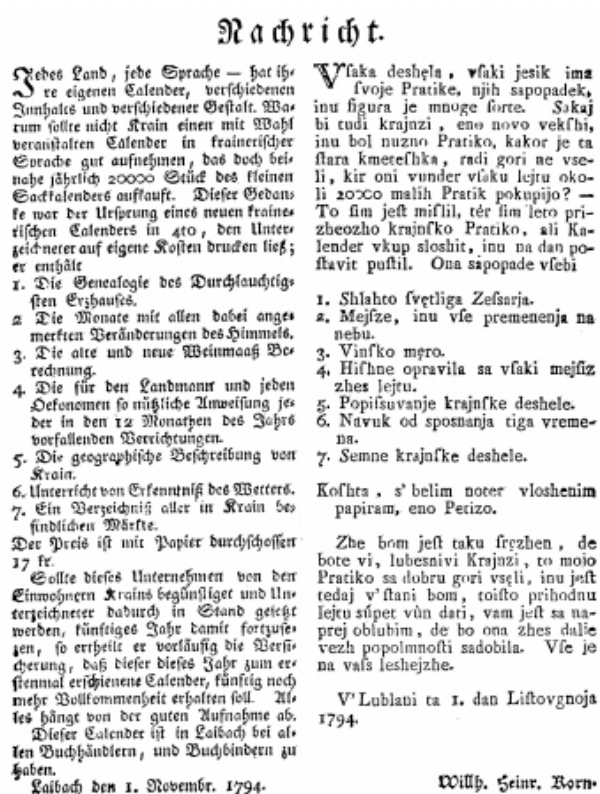 Nachricht.
Jedes Land, jede Sprache — hat ih-
re eigenen Calender, verschiedenen
Innhalts und verschiedener Gestalt. Wa-
rum sollte nicht Krain einen mit Wahl
veranstalten Calender in krainerischer
Sprache gut aufnehmen, das doch bei-
nahe jährlich 20000 Stück des kleinen
Sackkalenders aufkauft. Dieser Gedan-
ke war der Ursprung eines neuen kraine-
rischen Calenders in 4to, den Unter-
zeichneter auf eigene Kosten drucken ließ;
er enthält
1. Die Genealogie des Durchlauchtig-
sten Erzhauses.
2 Die Monate mit allen dabei ange-
merkten Veränderungen des Himmels.
3. Die alte und neue Weinmaaß Be-
rechnung.
4. Die für den Landmann und jeden
Oekonomen so nützliche Anweisung je-
der in den 12 Monathen des Jahrs
vorfallenden Verrichtungen.
5. Die geographische Beschreibung von
Krain.
6. Unterricht von Erkenntniß des Wetters.
7. Ein Verzeichniß aller in Krain be-
findlichen Märkte.
Der Preis ist mit Papier durchschossen
17 kr.
Sollte dieses Unternehmen von den
Einwohnern Krains begünstiget und Un-
terzeichneter dadurch in Stand gesetzt
werden, künftiges Jahr damit fortzuse-
zen, so ertheilt er vorläufig die Versi-
cherung, daß dieser dieses Jahr zum er-
stenmal erschienene Calender, künftig noch
mehr Vollkommenheit erhalten soll. Al-
les hängt von der guten Aufnahme ab.
Dieser Calender ist in Laibach bei al-
len Buchhändlern, und Buchbindern zu
haben.
Laibach den 1. Novembr. 1794.
Vſaka deshęla, vſaki jesik ima
ſvoje Pratike, njih sapopadek,
inu figura je mnoge ſorte. Sakaj
bi tudi krajnzi, eno novo vekſhi,
inu bol nuzno Pratiko, kakor je ta
ſtara kmeteſhka, radi gori ne vse-
li, kir oni vunder vſaku lejtu oko-
li 20000 malih Pratik pokupijo? —
To ſim jeſt miſlil, tér ſim leto pri-
zheozho krajnſko Pratiko, ali Ka-
lender vkup sloshit, inu na dan po-
ſtavit puſtil. Ona sapopade vſebi
1. Shlahto ſvętliga Zeſſarja.
2. Mejſze, inu vſe premenenja na
nebu.
3. Vinſko męro.
4. Hiſhne opravila sa vſaki mejſiz
zhes lejtu.
5. Popiſſuvanje krajnſke deshele.
6. Navuk od sposnanja tiga vreme-
na.
7. Semne krajnſke deshele.
Koſhta, s' belim noter vloshenim
papiram, eno Petizo.
Zhe bom jeſt taku ſręzhen, de
bote vi, lubesnivi Krajnzi, to mojo
Pratiko sa dobru gori vsęli, inu jeſt
tedaj v' ſtani bom, toiſto prihodnu
lejtu ſúpet vùn dati, vam jeſt sa na-
prej oblubim, de bo ona zhes dalie
vezh popolmnoſti sadobila. Vſe je
na vaſs leshejzhe.
V' Lublani ta 1. dan Liſtovgnoja
1794.
Willh. Heinr. Korn-